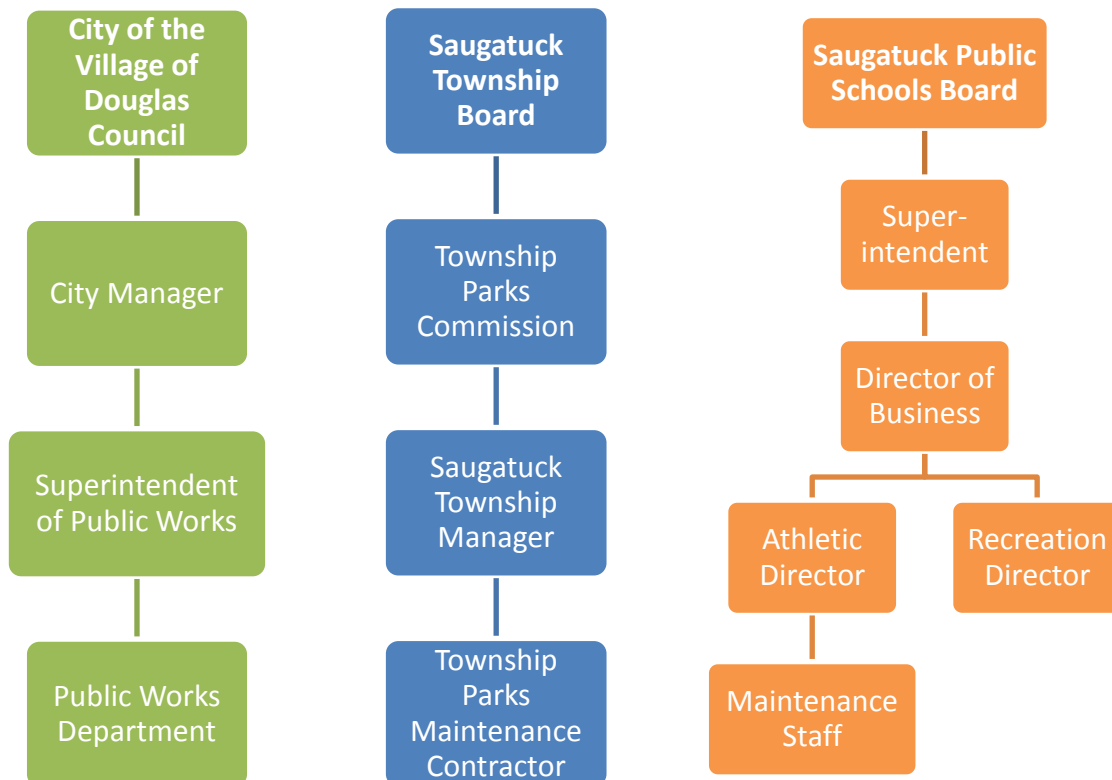 City of the
Village of
Douglas
Council
City Manager
Superintendent
of Public Works
Public Works
Department
Saugatuck
Township
Board
Township
Parks
Commission
Saugatuck
Township
Manager
Township
Parks
Maintenance
Contractor
Saugatuck Public
Schools Board
Super-
intendent
Director of
Business
Athletic
Director
Recreation
Director
Maintenance
Staff